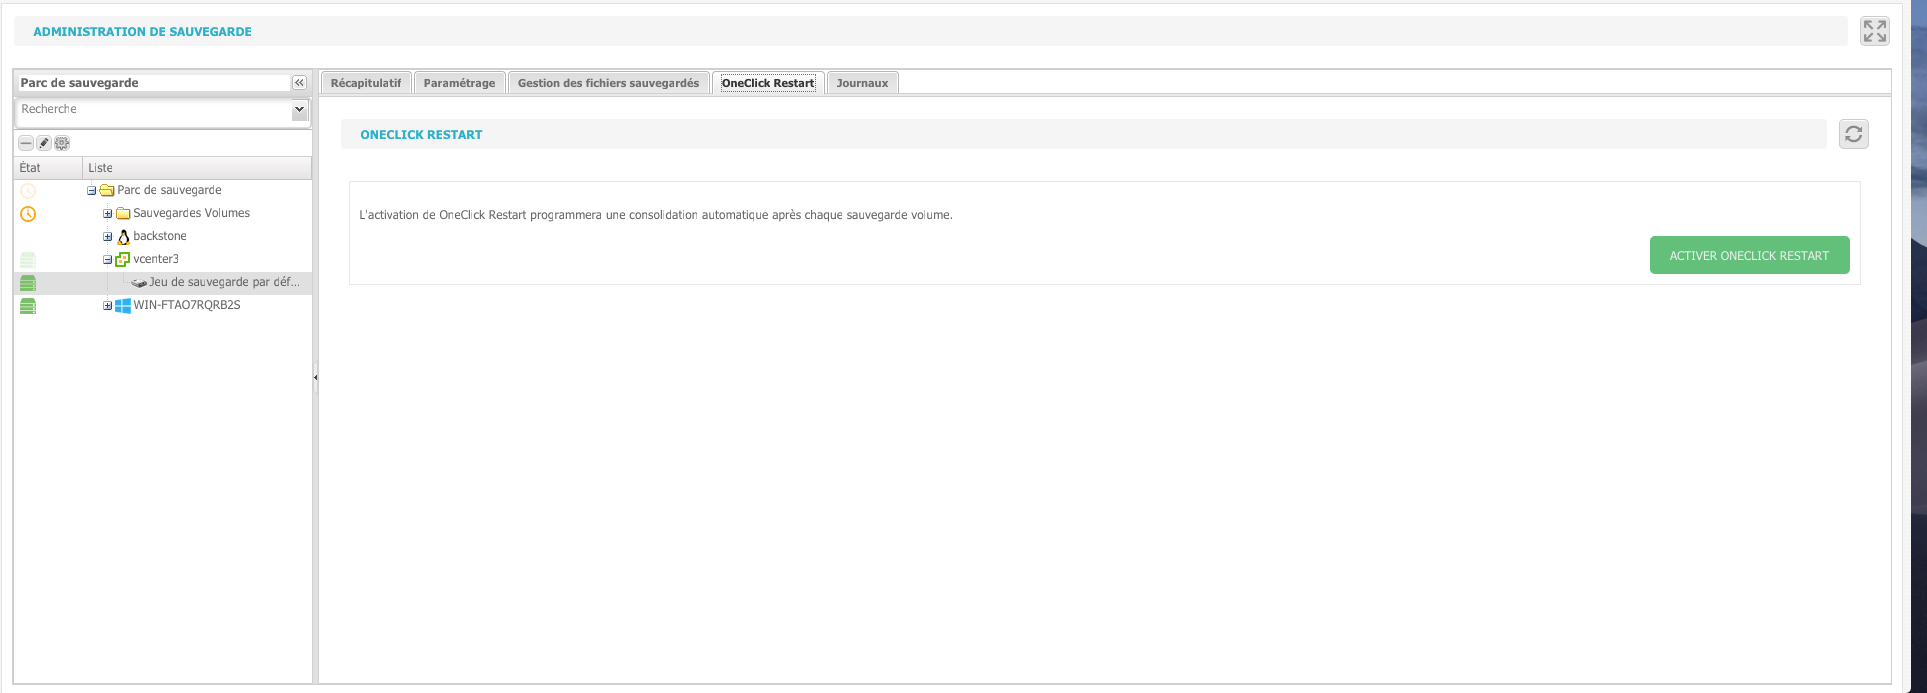 ADMINISTRATION DE SAUVEGARDE
Parc de sauvegarde
Recherche
État Liste
Parc de sauvegarde
Sauvegardes Volumes
backstone
vcenter3
Jeu de sauvegarde par déf...
WIN-FTAO7RQRB2S
Récapitulatif Paramétrage Gestion des fichiers sauvegardés OneClick Restart Journaux
ONECLICK RESTART
L'activation de OneClick Restart programmera une consolidation automatique après chaque sauvegarde volume.
ACTIVER ONECLICK RESTART